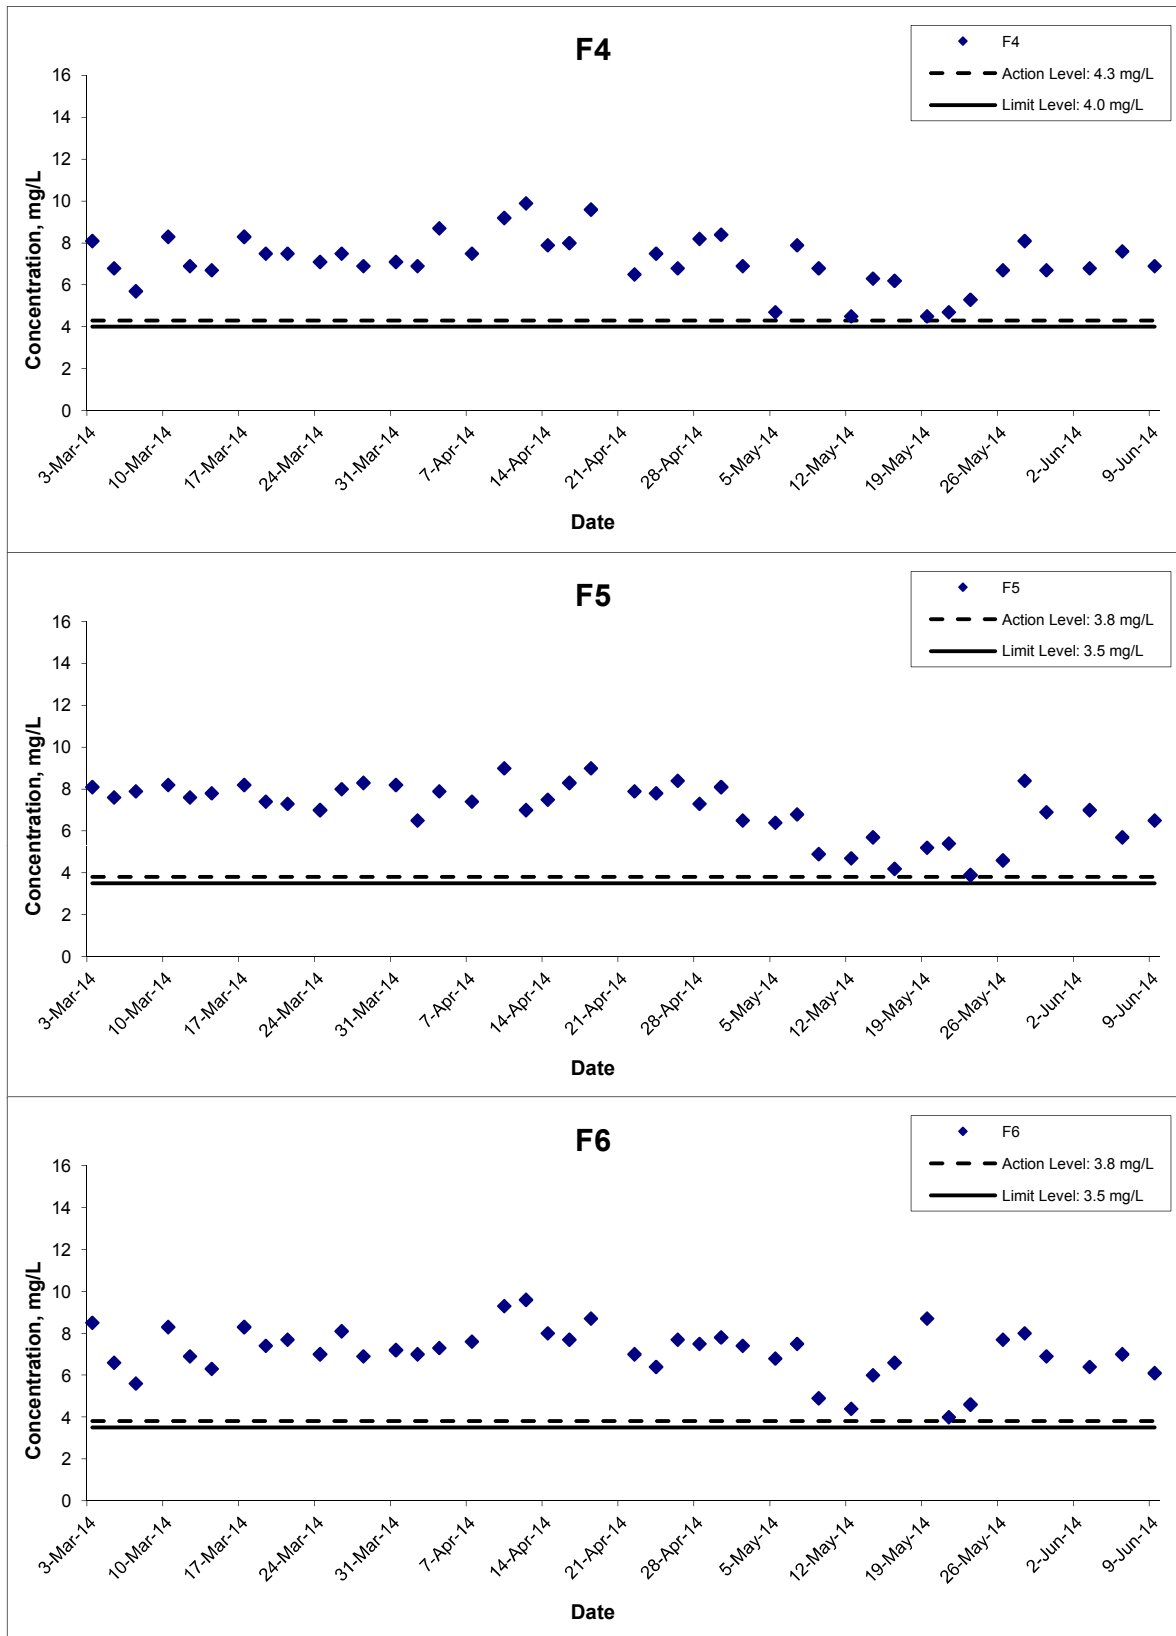 F4
F4
Action Level: 4.3 mg/L
Limit Level: 4.0 mg/L
Concentration, mg/L
16
14
12
10
8
6
4
2
0
3-Mar-14
10-Mar-14
17-Mar-14
24-Mar-14
31-Mar-14
7-Apr-14
14-Apr-14
21-Apr-14
28-Apr-14
5-May-14
12-May-14
19-May-14
26-May-14
2-Jun-14
9-Jun-14
Date
F5
F5
Action Level: 3.8 mg/L
Limit Level: 3.5 mg/L
Concentration, mg/L
16
14
12
10
8
6
4
2
0
3-Mar-14
10-Mar-14
17-Mar-14
24-Mar-14
31-Mar-14
7-Apr-14
14-Apr-14
21-Apr-14
28-Apr-14
5-May-14
12-May-14
19-May-14
26-May-14
2-Jun-14
9-Jun-14
Date
F6
F6
Action Level: 3.8 mg/L
Limit Level: 3.5 mg/L
Concentration, mg/L
16
14
12
10
8
6
4
2
0
3-Mar-14
10-Mar-14
17-Mar-14
24-Mar-14
31-Mar-14
7-Apr-14
14-Apr-14
21-Apr-14
28-Apr-14
5-May-14
12-May-14
19-May-14
26-May-14
2-Jun-14
9-Jun-14
Date